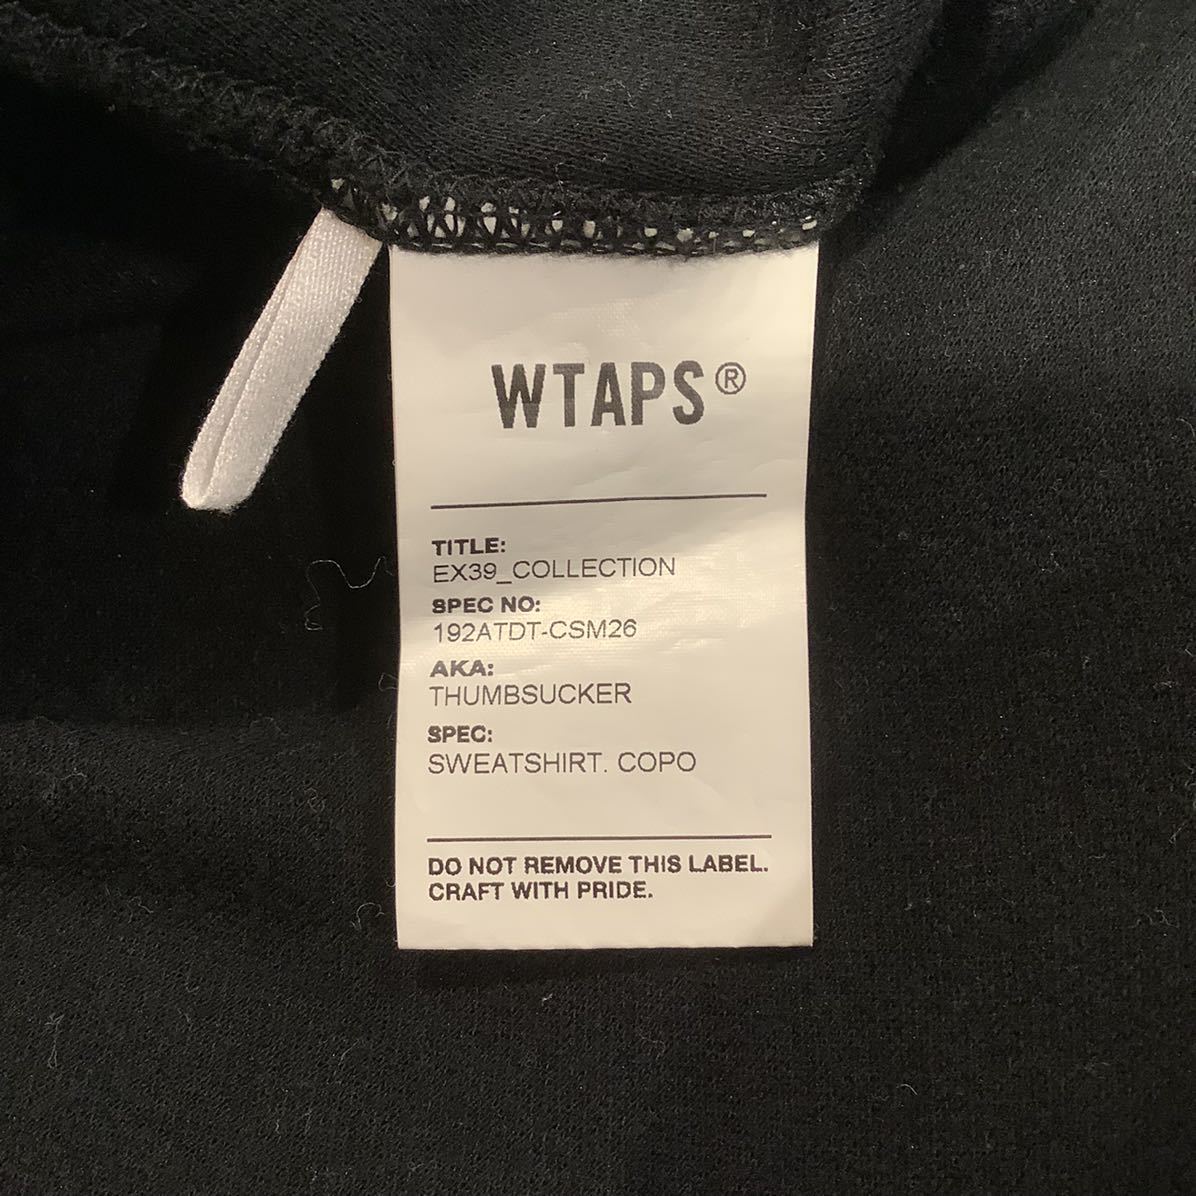 WTAPS®
TITLE:
EX39_COLLECTION
SPEC NO:
192ATDT-CSM26
AKA:
THUMBSUCKER
SPEC:
SWEATSHIRT. COPO
DO NOT REMOVE THIS LABEL.
CRAFT WITH PRIDE.